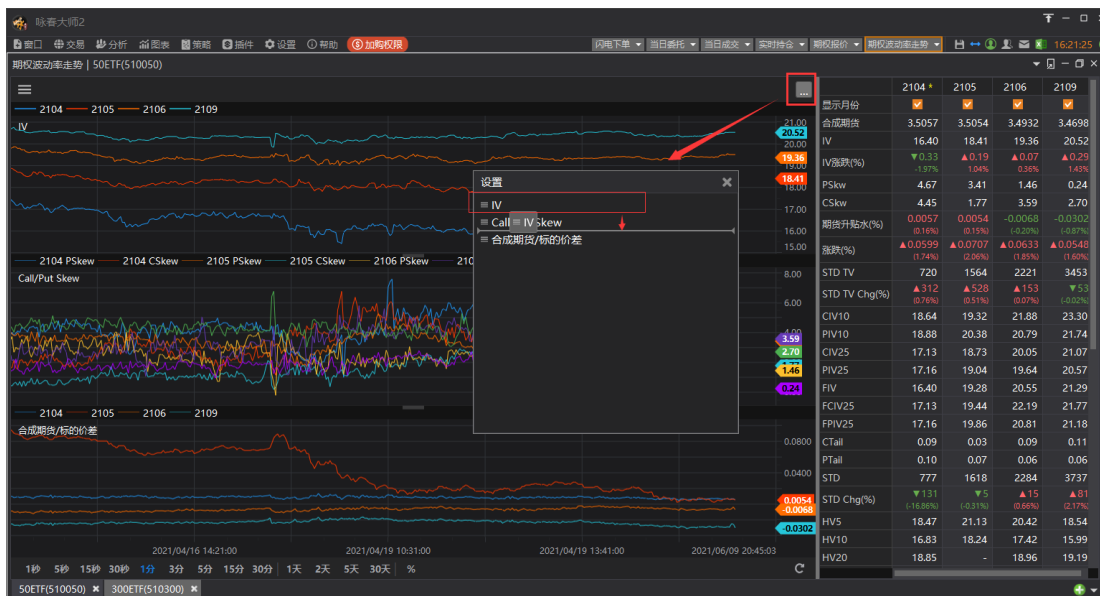 咏春大师2
窗口 交易 分析 图表 策略 插件 设置 帮助 加购权限 闪电下单 当日委托 当日成交 实时持仓 期权报价 期权波动率走势 16:21:25
期权波动率走势 | 50ETF(510050)
...
2104 2105 2106 2109
IV
21.00
20.52
20.00
19.36
19.00
18.41
18.00
17.00
16.00
15.00
设置
IV
Call IV Skew
合成期货/标的价差
2104 PSkew 2104 CSkew 2105 PSkew 2105 CSkew 2106 PSkew 210
Call/Put Skew
8.00
6.00
4.00
3.59
2.70
1.46
0.24
2104 2105 2106 2109
合成期货/标的价差
0.0800
0.0400
0.0054
-0.0068
-0.0302
2021/04/16 14:21:00 2021/04/19 10:31:00 2021/04/19 13:41:00 2021/06/09 20:45:03
1秒 5秒 15秒 30秒 1分 3分 5分 15分 30分 1天 2天 5天 30天 %
50ETF(510050) 300ETF(510300)
2104 * 2105 2106 2109
显示月份
合成期货 3.5057 3.5054 3.4932 3.4698
IV 16.40 18.41 19.36 20.52
IV涨跌(%) ▼0.33 ▲0.19 ▲0.07 ▲0.29
-1.97% 1.04% 0.36% 1.43%
PSkw 4.67 3.41 1.46 0.24
CSkw 4.45 1.77 3.59 2.70
期货升贴水(%) 0.0057 0.0054 -0.0068 -0.0302
(0.16%) (0.15%) (-0.20%) (-0.87%)
涨跌(%) ▲0.0599 ▲0.0707 ▲0.0633 ▲0.0548
(1.74%) (2.06%) (1.85%) (1.60%)
STD TV 720 1564 2221 3453
STD TV Chg(%) ▲312 ▲528 ▲153 ▼53
(0.76%) (0.51%) (0.07%) (-0.02%)
CIV10 18.64 19.32 21.88 23.30
PIV10 18.88 20.38 20.79 21.74
CIV25 17.13 18.73 20.05 21.07
PIV25 17.16 19.04 19.64 20.57
FIV 16.40 19.28 20.55 21.29
FCIV25 17.13 19.44 22.19 21.77
FPIV25 17.16 19.86 20.81 21.18
CTail 0.09 0.03 0.09 0.11
PTail 0.10 0.07 0.06 0.06
STD 777 1618 2284 3737
STD Chg(%) ▼131 ▼5 ▲15 ▲81
(-16.86%) (-0.31%) (0.66%) (2.17%)
HV5 18.47 21.13 20.42 18.54
HV10 16.83 18.24 17.42 15.99
HV20 18.85 - 18.96 19.19